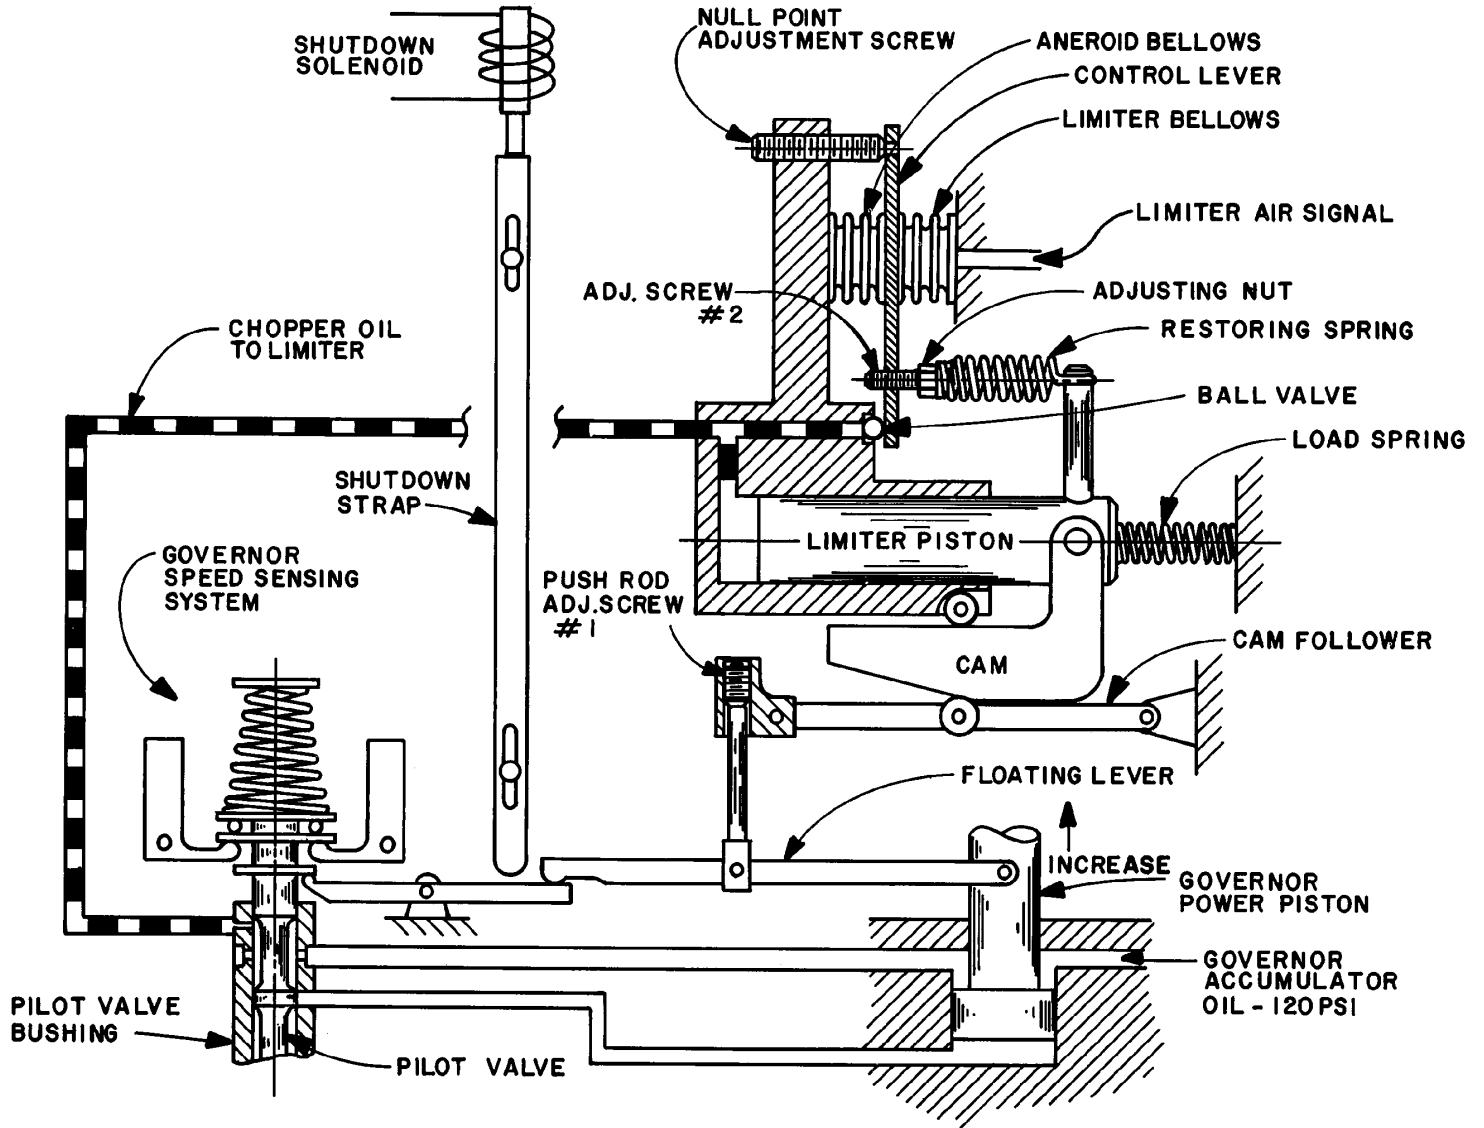 SHUTDOWN
SOLENOID
NULL POINT
ADJUSTMENT SCREW
ANEROID BELLOWS
CONTROL LEVER
LIMITER BELLOWS
LIMITER AIR SIGNAL
ADJ. SCREW
#2
ADJUSTING NUT
RESTORING SPRING
CHOPPER OIL
TO LIMITER
BALL VALVE
LOAD SPRING
SHUTDOWN
STRAP
LIMITER PISTON
GOVERNOR
SPEED SENSING
SYSTEM
PUSH ROD
ADJ. SCREW
#1
CAM
CAM FOLLOWER
FLOATING LEVER
INCREASE
GOVERNOR
POWER PISTON
GOVERNOR
ACCUMULATOR
OIL - 120 PSI
PILOT VALVE
BUSHING
PILOT VALVE